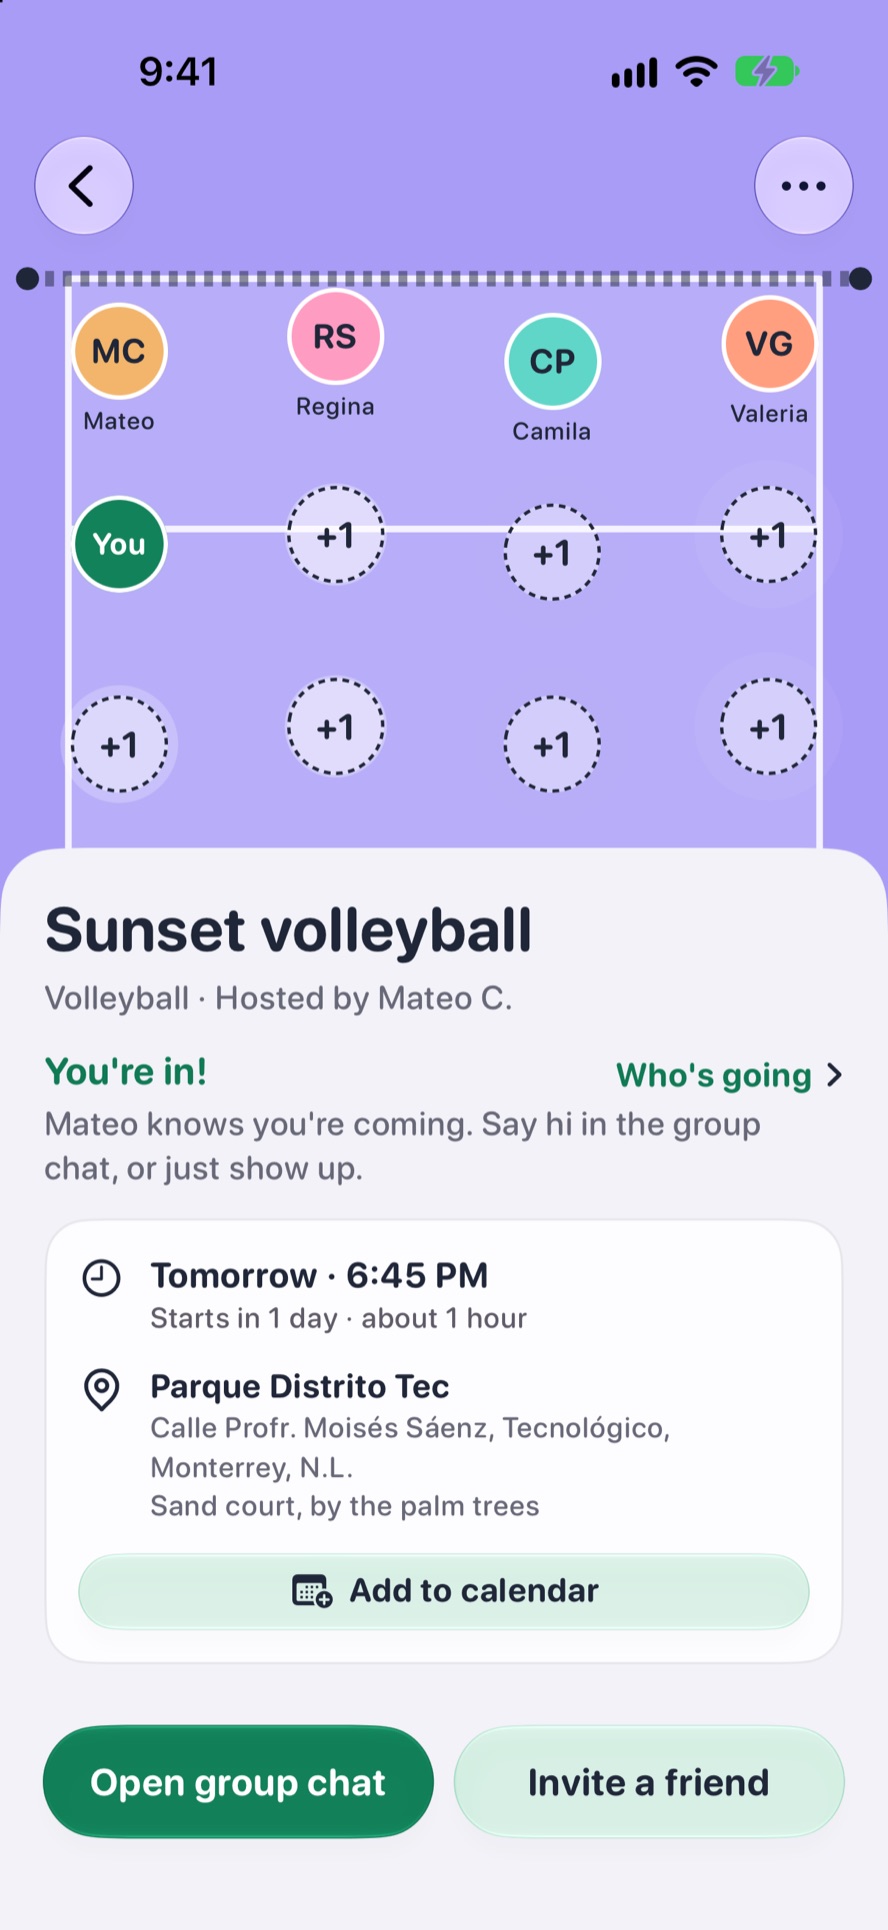 9:41
MC
RS
CP
VG
Mateo
Regina
Camila
Valeria
You
+1
+1
+1
+1
+1
+1
+1
Sunset volleyball
Volleyball · Hosted by Mateo C.
You're in!
Who's going
Mateo knows you're coming. Say hi in the group
chat, or just show up.
Tomorrow · 6:45 PM
Starts in 1 day · about 1 hour
Parque Distrito Tec
Calle Profr. Moisés Sáenz, Tecnológico,
Monterrey, N.L.
Sand court, by the palm trees
Add to calendar
Open group chat
Invite a friend